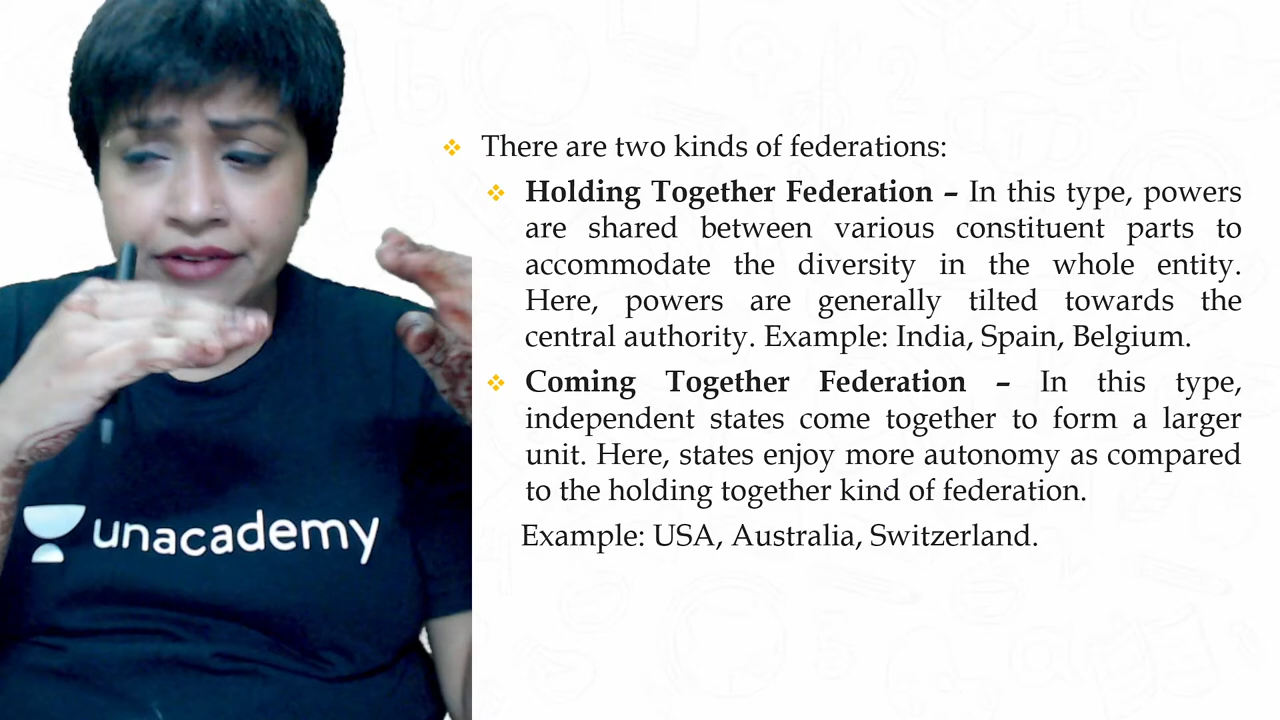 There are two kinds of federations:
Holding Together Federation – In this type, powers
are shared between various constituent parts to
accommodate the diversity in the whole entity.
Here, powers are generally tilted towards the
central authority. Example: India, Spain, Belgium.
Coming Together Federation – In this type,
independent states come together to form a larger
unit. Here, states enjoy more autonomy as compared
to the holding together kind of federation.
Example: USA, Australia, Switzerland.
unacademy